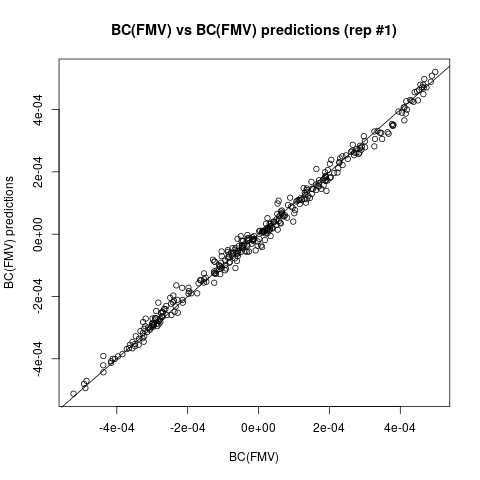 BC(FMV) vs BC(FMV) predictions (rep #1)
BC(FMV) predictions
4e-04
2e-04
0e+00
-2e-04
-4e-04
-4e-04 -2e-04 0e+00 2e-04 4e-04
BC(FMV)